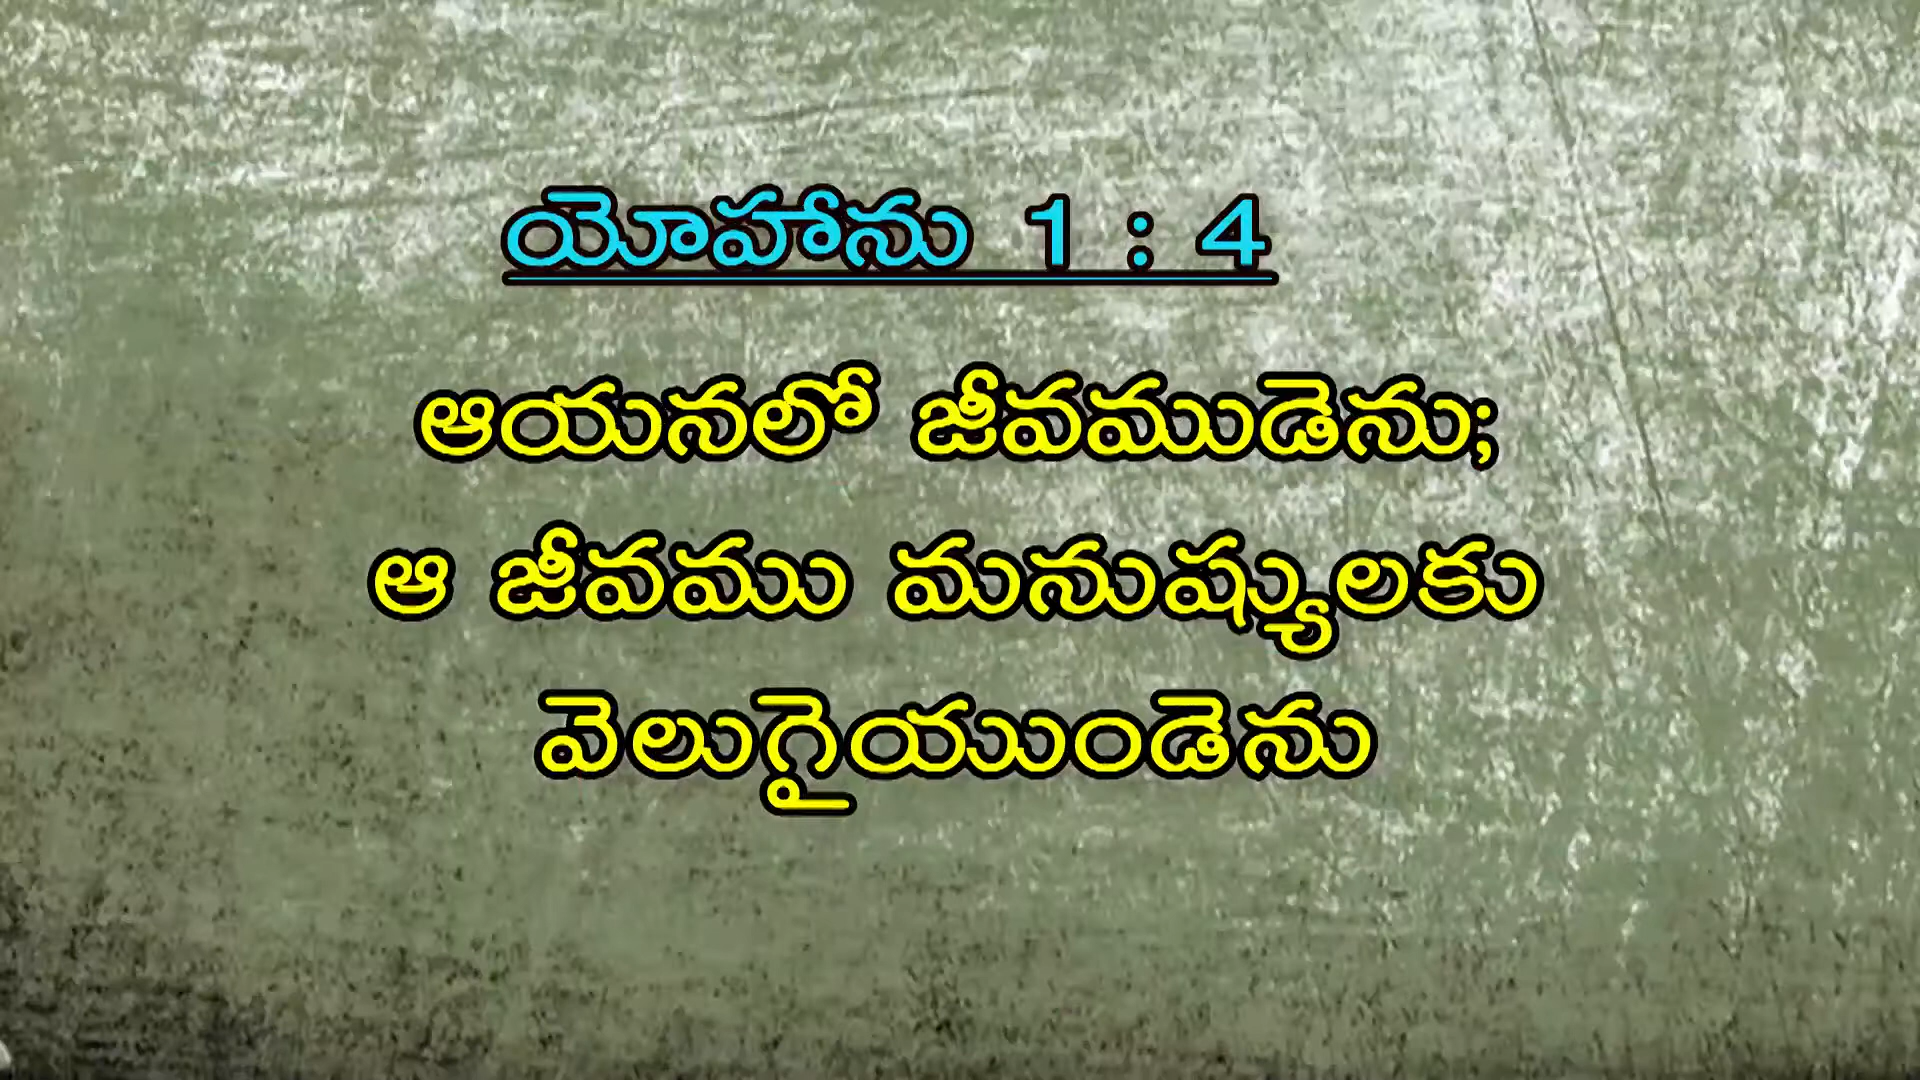 యోహాను 1 : 4
ఆయనలో జీవముడెను;
ఆ జీవము మనుష్యులకు
వెలుగైయుండెను